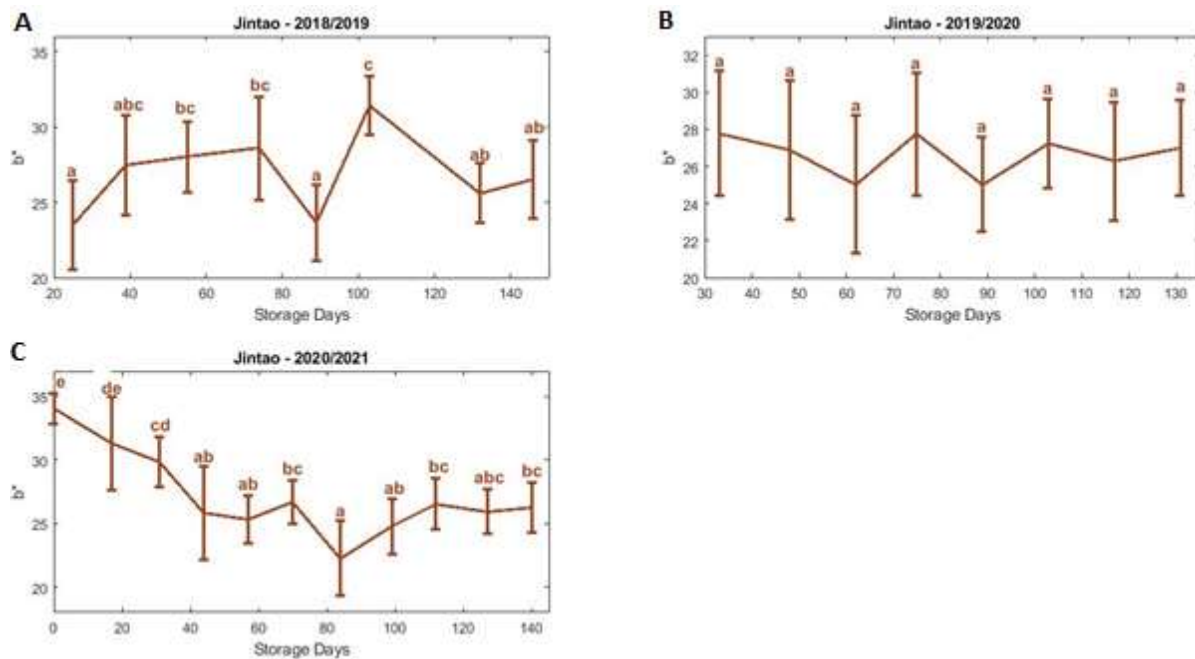 A
Jintao - 2018/2019
35
30
25
20
b*
a
abc
bc
bc
a
c
ab
ab
20 40 60 80 100 120 140
Storage Days
B
Jintao - 2019/2020
32
30
28
26
24
22
20
b*
a
a
a
a
a
a
a
a
30 40 50 60 70 80 90 100 110 120 130
Storage Days
C
Jintao - 2020/2021
35
30
25
20
b*
e
de
cd
ab
ab
bc
a
ab
bc
abc
bc
0 20 40 60 80 100 120 140
Storage Days